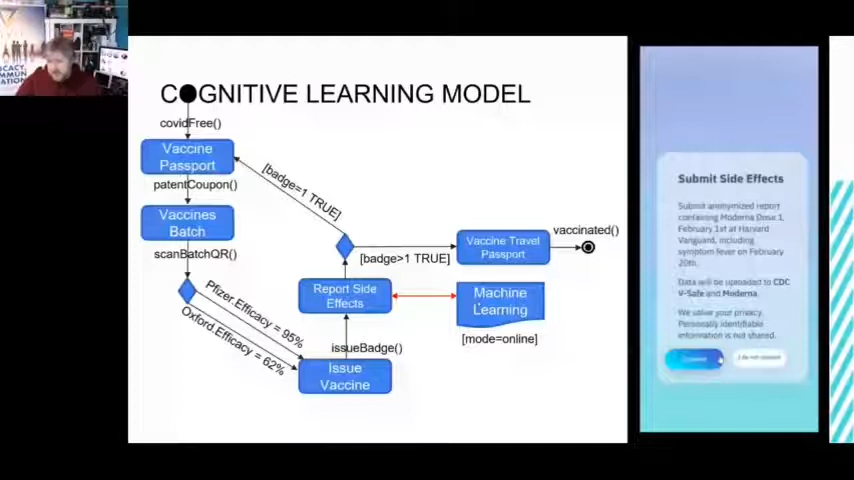 COGNITIVE LEARNING MODEL
covidFree()
Vaccine
Passport
patentCoupon()
Vaccines
Batch
scanBatchQR()
Pfizer.Efficacy = 95%
Oxford.Efficacy = 62%
Issue
Vaccine
issueBadge()
Report Side
Effects
Machine
Learning
[mode=online]
[badge=1 TRUE]
[badge>1 TRUE]
Vaccine Travel
Passport
vaccinated()
Submit Side Effects
Submit anonymized report
containing Moderna Dose 1,
February 1st at Harvard
Vanguard, including
symptom fever on February
20th.
Data will be uploaded to CDC
V-Safe and Moderna.
We value your privacy.
Personally identifiable
information is not shared.
I do not consent